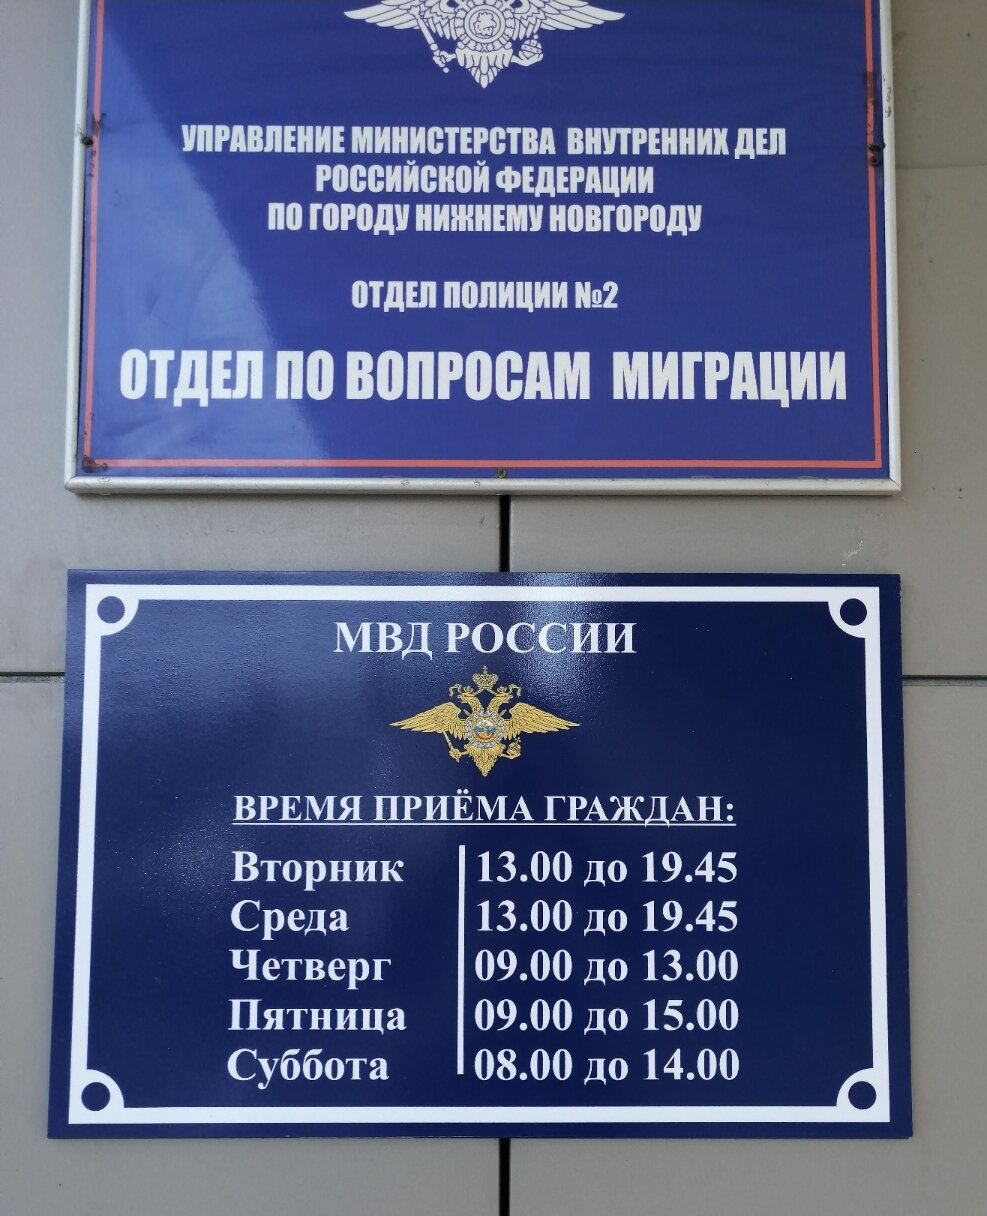 УПРАВЛЕНИЕ МИНИСТЕРСТВА ВНУТРЕННИХ ДЕЛ
РОССИЙСКОЙ ФЕДЕРАЦИИ
ПО ГОРОДУ НИЖНЕМУ НОВГОРОДУ
ОТДЕЛ ПОЛИЦИИ №2
ОТДЕЛ ПО ВОПРОСАМ МИГРАЦИИ
МВД РОССИИ
ВРЕМЯ ПРИЁМА ГРАЖДАН:
Вторник 13.00 до 19.45
Среда 13.00 до 19.45
Четверг 09.00 до 13.00
Пятница 09.00 до 15.00
Суббота 08.00 до 14.00